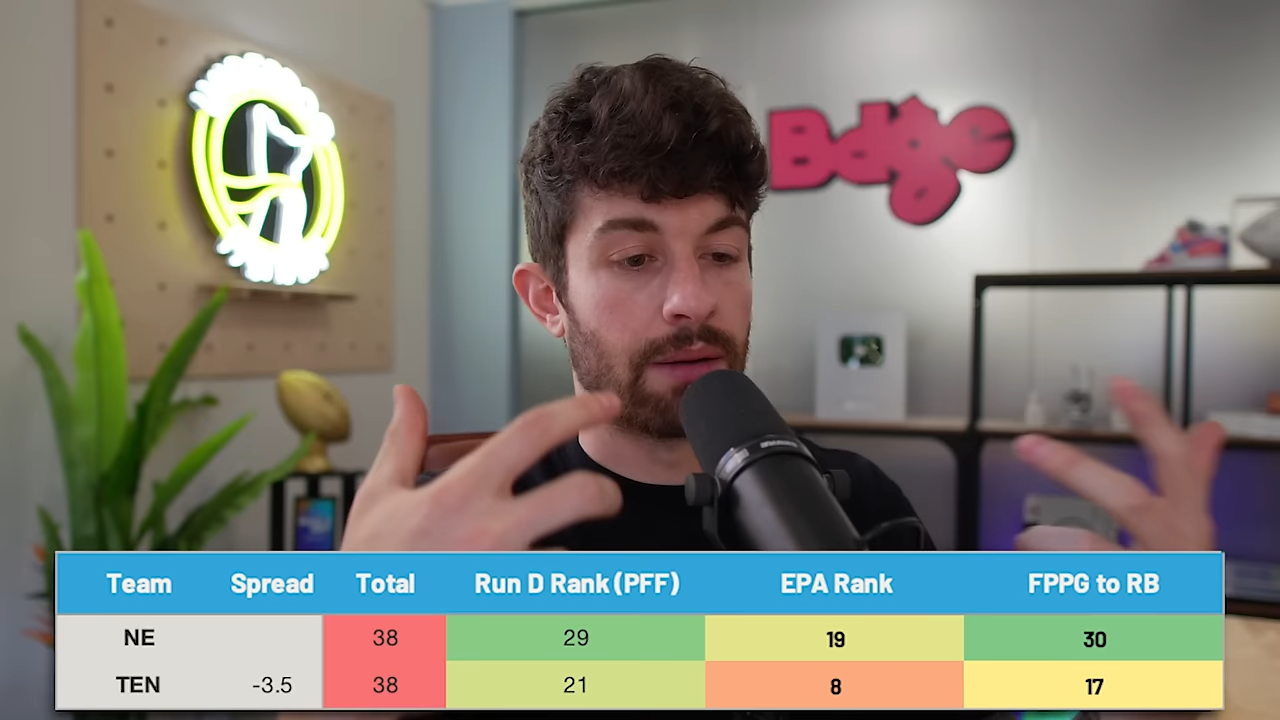 Bdge
Team Spread Total Run D Rank (PFF) EPA Rank FPPG to RB
NE 38 29 19 30
TEN -3.5 38 21 8 17